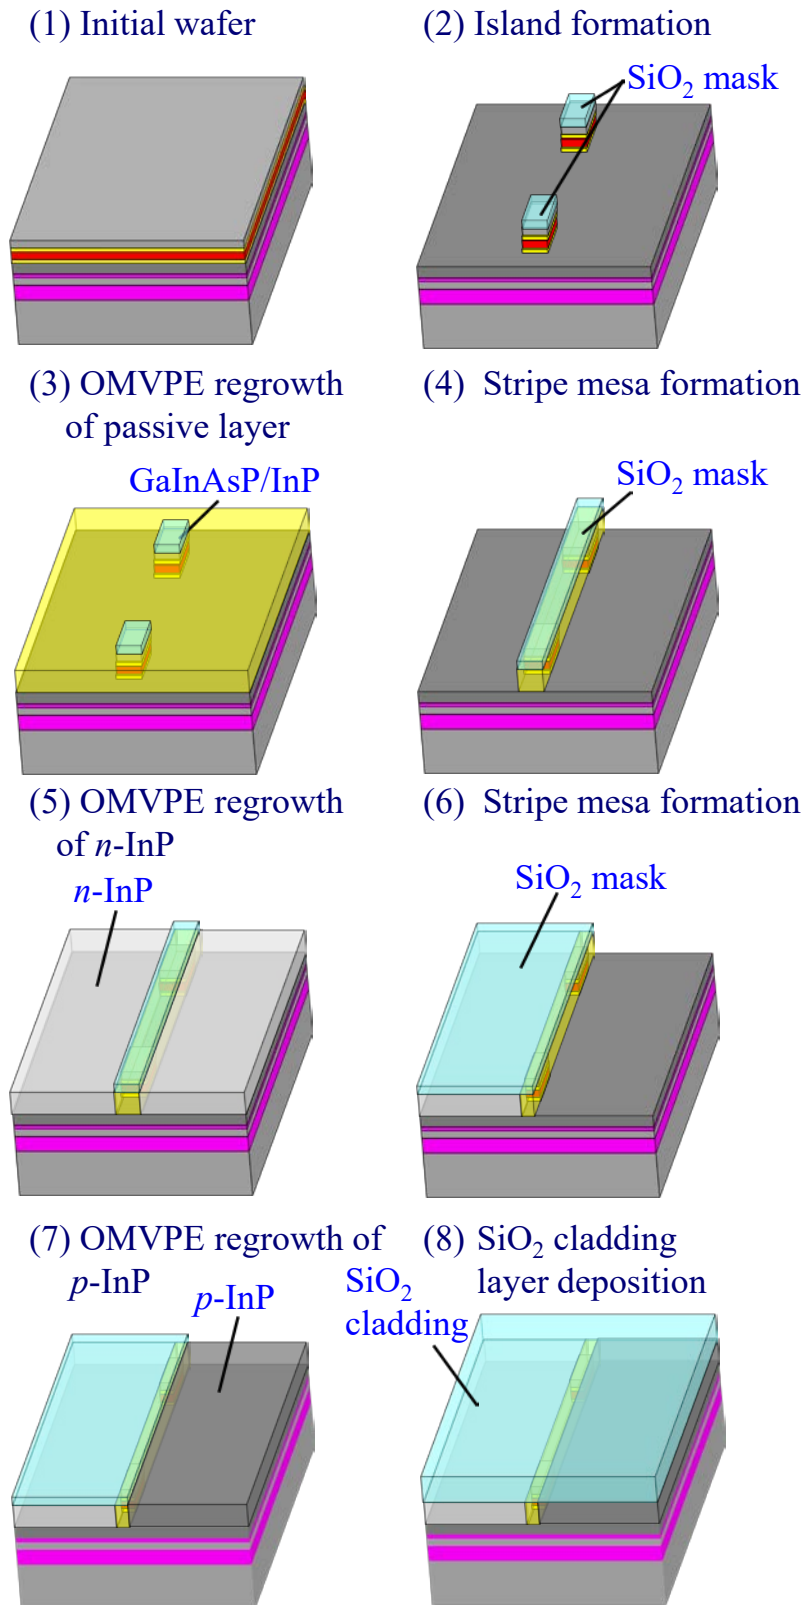 (1) Initial wafer
(2) Island formation
SiO₂ mask
(3) OMVPE regrowth
of passive layer
GaInAsP/InP
(4) Stripe mesa formation
SiO₂ mask
(5) OMVPE regrowth
of n-InP
n-InP
(6) Stripe mesa formation
SiO₂ mask
(7) OMVPE regrowth of
p-InP
p-InP
(8) SiO₂ cladding
layer deposition
SiO₂
cladding